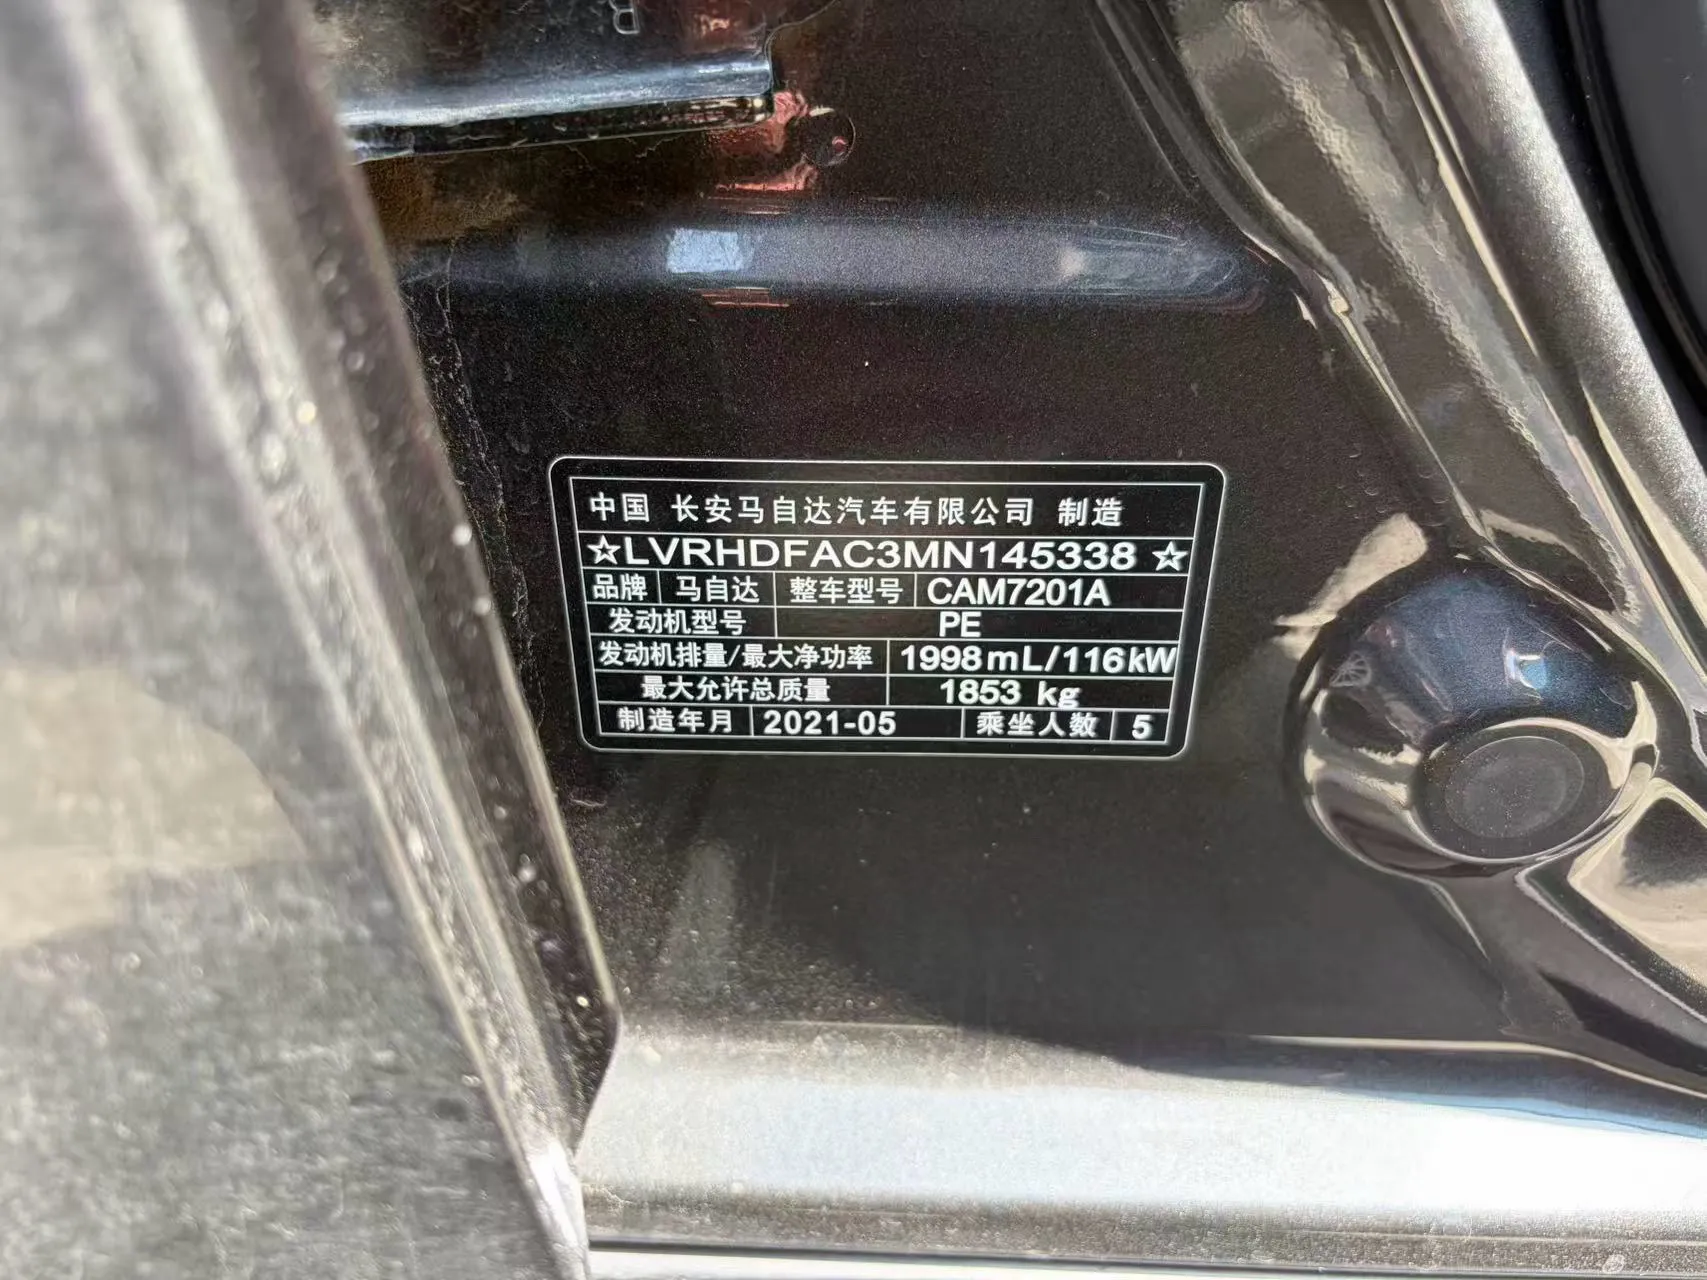 R
中国 长安马自达汽车有限公司 制造
☆LVRHDFAC3MN145338☆
品牌 马自达 整车型号 CAM7201A
发动机型号 PE
发动机排量/最大净功率 1998mL/116kW
最大允许总质量 1853 kg
制造年月 2021-05 乘坐人数 5